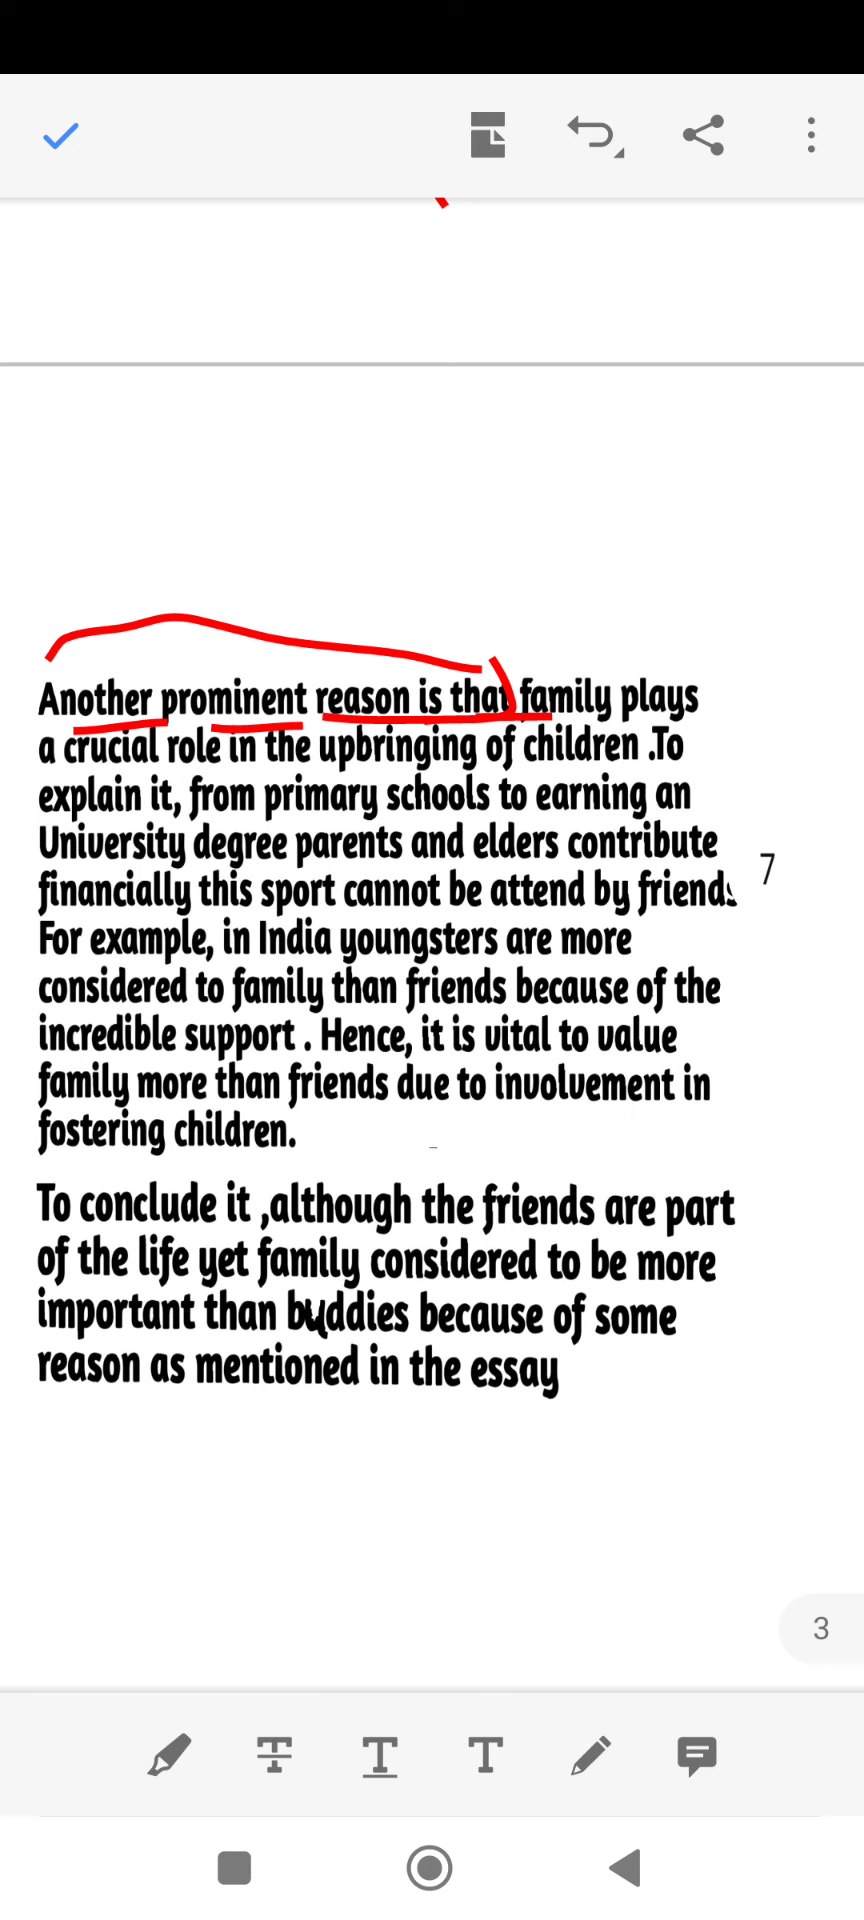 Another prominent reason is that family plays
a crucial role in the upbringing of children .To
explain it, from primary schools to earning an
University degree parents and elders contribute
financially this sport cannot be attend by friends
7
For example, in India youngsters are more
considered to family than friends because of the
incredible support . Hence, it is vital to value
family more than friends due to involvement in
fostering children.
To conclude it ,although the friends are part
of the life yet family considered to be more
important than buddies because of some
reason as mentioned in the essay
3